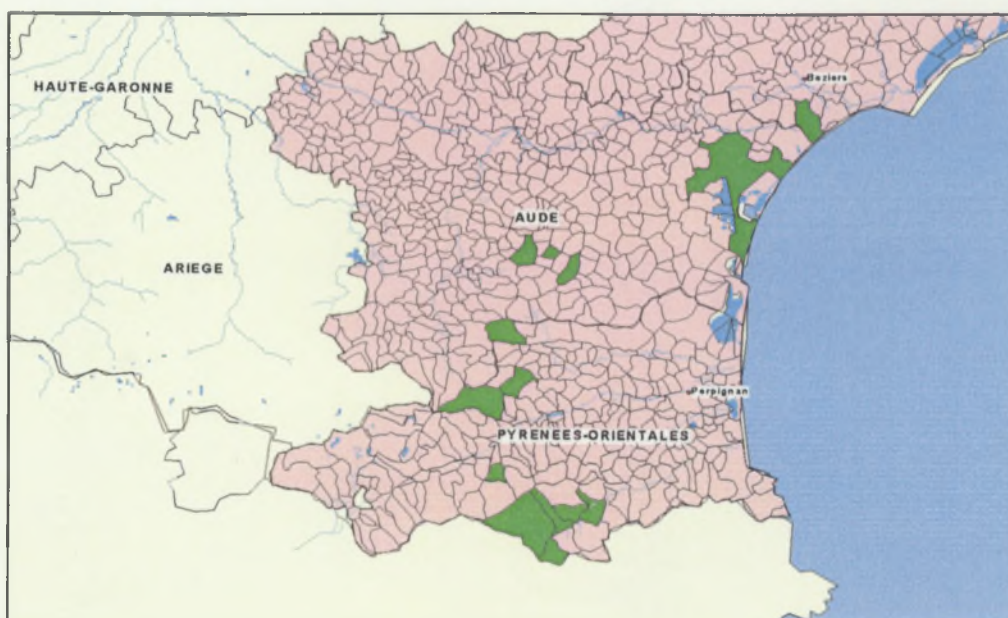 Beziers
HAUTE-GARONNE
AUDE
ARIEGE
Perpignan
PYRENEES-ORIENTALES